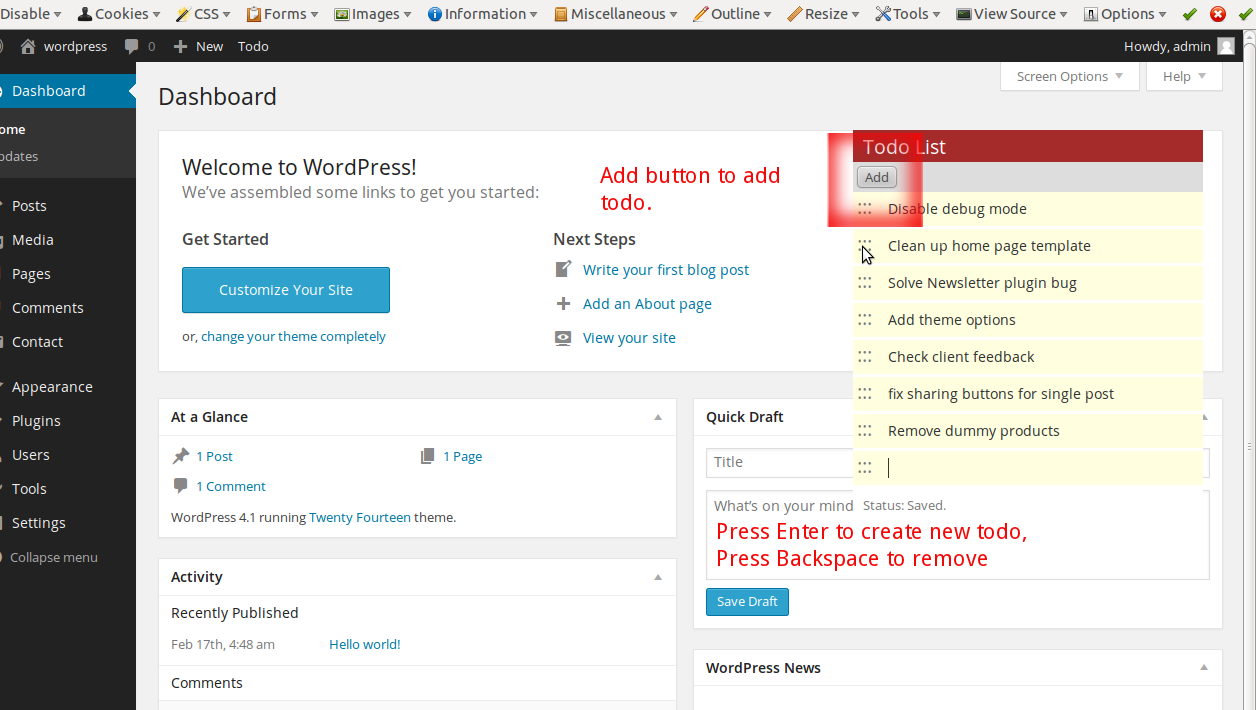 Disable Cookies CSS Forms Images Information Miscellaneous Outline Resize Tools View Source Options
wordpress 0 New Todo Howdy, admin
Screen Options Help
Dashboard
ome
pdates
Posts
Media
Pages
Comments
Contact
Appearance
Plugins
Users
Tools
Settings
Collapse menu
Dashboard
Welcome to WordPress!
We've assembled some links to get you started:
Get Started
Customize Your Site
or, change your theme completely
Next Steps
Write your first blog post
Add an About page
View your site
Add button to add
todo.
Todo List
Add
Disable debug mode
Clean up home page template
Solve Newsletter plugin bug
Add theme options
Check client feedback
fix sharing buttons for single post
Remove dummy products
Status: Saved.
At a Glance
1 Post 1 Page
1 Comment
WordPress 4.1 running Twenty Fourteen theme.
Activity
Recently Published
Feb 17th, 4:48 am Hello world!
Comments
Quick Draft
Title
What's on your mind
Press Enter to create new todo,
Press Backspace to remove
Save Draft
WordPress News